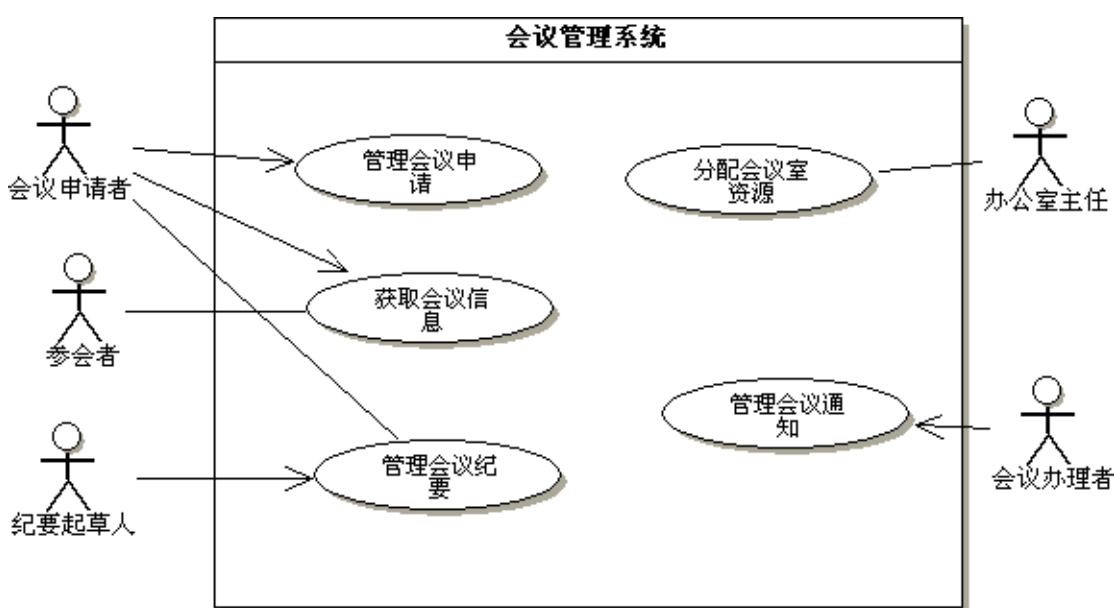 会议管理系统
会议申请者
管理会议申
请
分配会议室
资源
办公室主任
参会者
获取会议信
息
管理会议通
知
会议办理者
纪要起草人
管理会议纪
要